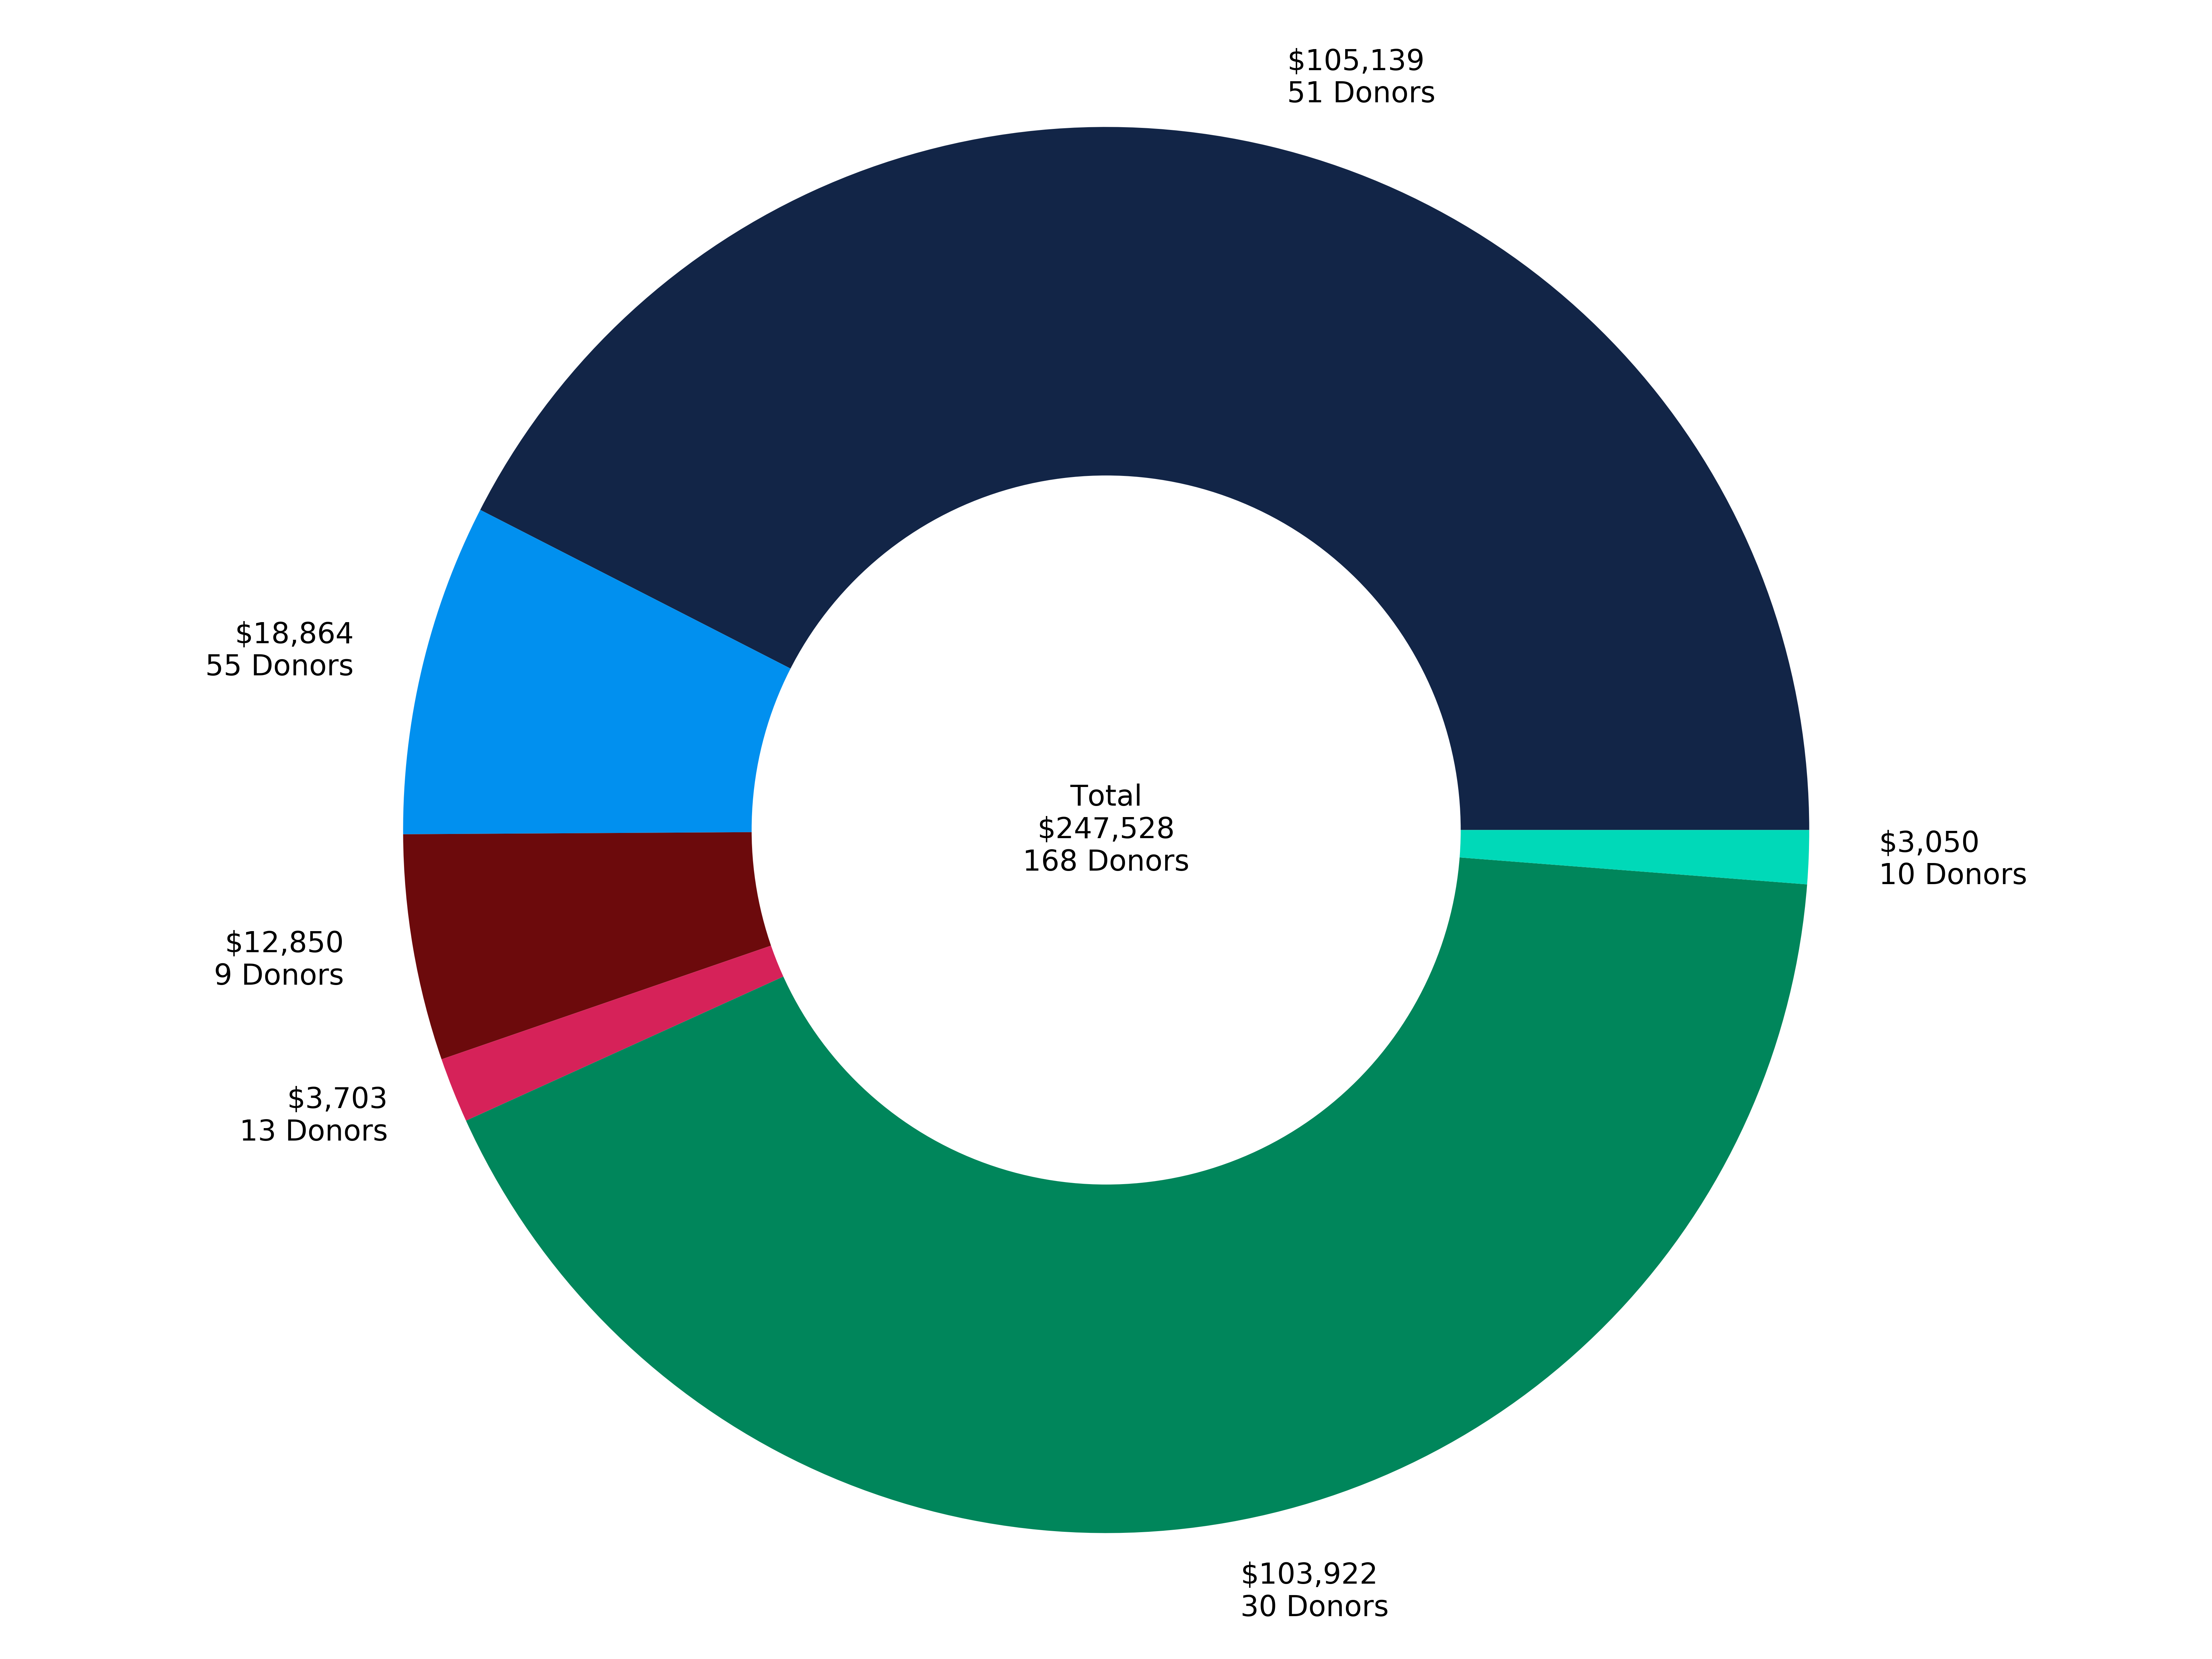 $105,139
51 Donors
$18,864
55 Donors
Total
$247,528
168 Donors
$3,050
10 Donors
$12,850
9 Donors
$3,703
13 Donors
$103,922
30 Donors